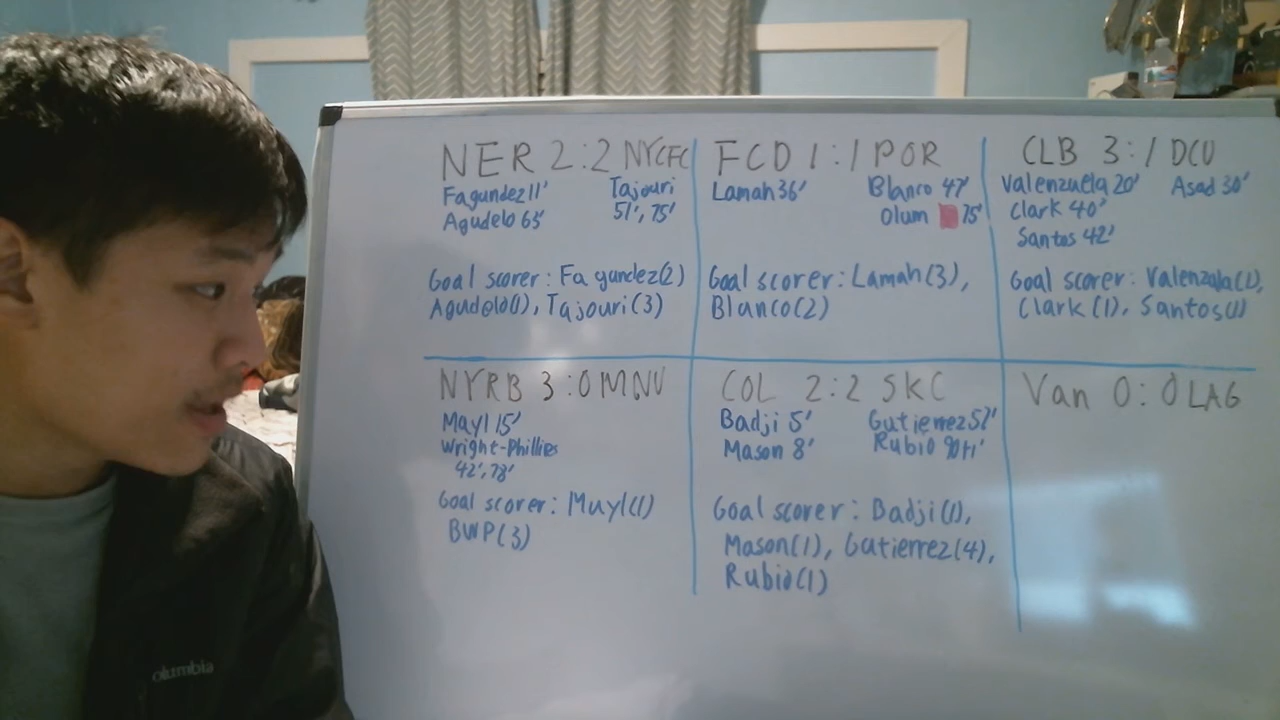 NER 2:2 NYCFC
Fagundez 11' Tajouri
Agudelo 65' 51', 75'
Goal scorer: Fagundez(2)
Agudelo(1), Tajouri(3)
FCD 1:1 POR
Lamah 36' Blanco 47'
Olum 75'
Goal scorer: Lamah(3),
Blanco(2)
CLB 3:1 DCU
Valenzuela 20' Asad 30'
Clark 40'
Santos 42'
Goal scorer: Valenzula(1),
Clark(1), Santos(1)
NYRB 3:0 MNU
Mayl 15'
Wright-Phillips
42', 78'
Goal scorer: Muyl(1)
BWP(3)
COL 2:2 SKC
Badji 5' Gutierrez 57'
Mason 8' Rubio 90+1'
Goal scorer: Badji(1),
Mason(1), Gutierrez(4),
Rubio(1)
Van 0:0 LAG
Columbia